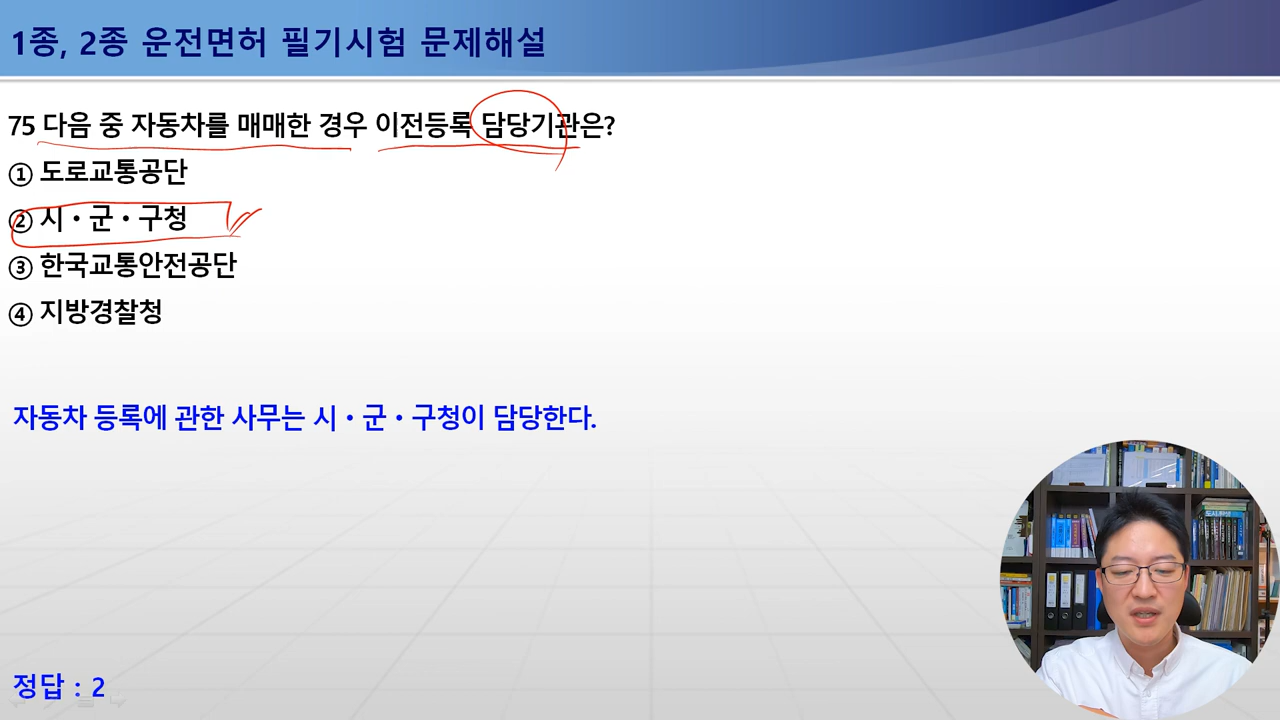 1종, 2종 운전면허 필기시험 문제해설
75 다음 중 자동차를 매매한 경우 이전등록 담당기관은?
① 도로교통공단
② 시・군・구청
③ 한국교통안전공단
④ 지방경찰청
자동차 등록에 관한 사무는 시・군・구청이 담당한다.
정답 : 2